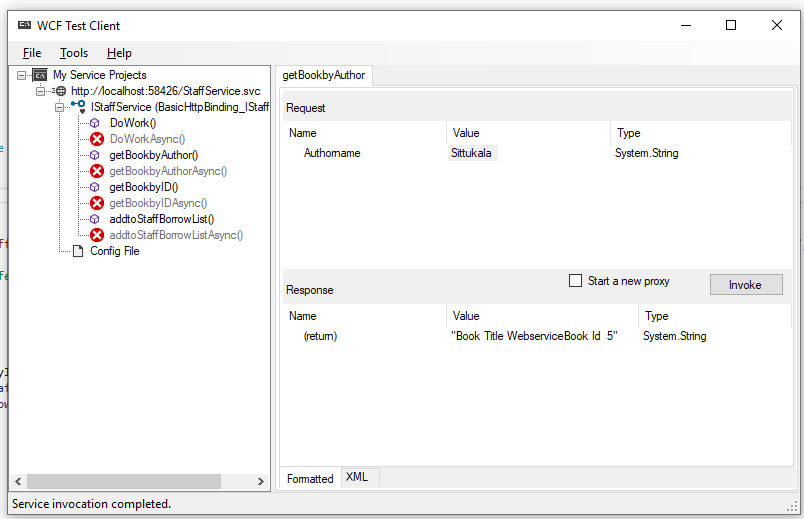 WCF Test Client
File Tools Help
My Service Projects
http://localhost:58426/StaffService.svc
IStaffService (BasicHttpBinding_IStaff
DoWork()
DoWorkAsync()
getBookbyAuthor()
getBookbyAuthorAsync()
getBookbyID()
getBookbyIDAsync()
addtoStaffBorrowList()
addtoStaffBorrowListAsync()
Config File
getBookbyAuthor
Request
Name Value Type
Authorname Sittukala System.String
Response Start a new proxy Invoke
Name Value Type
(return) "Book Title WebserviceBook Id 5" System.String
Formatted XML
Service invocation completed.